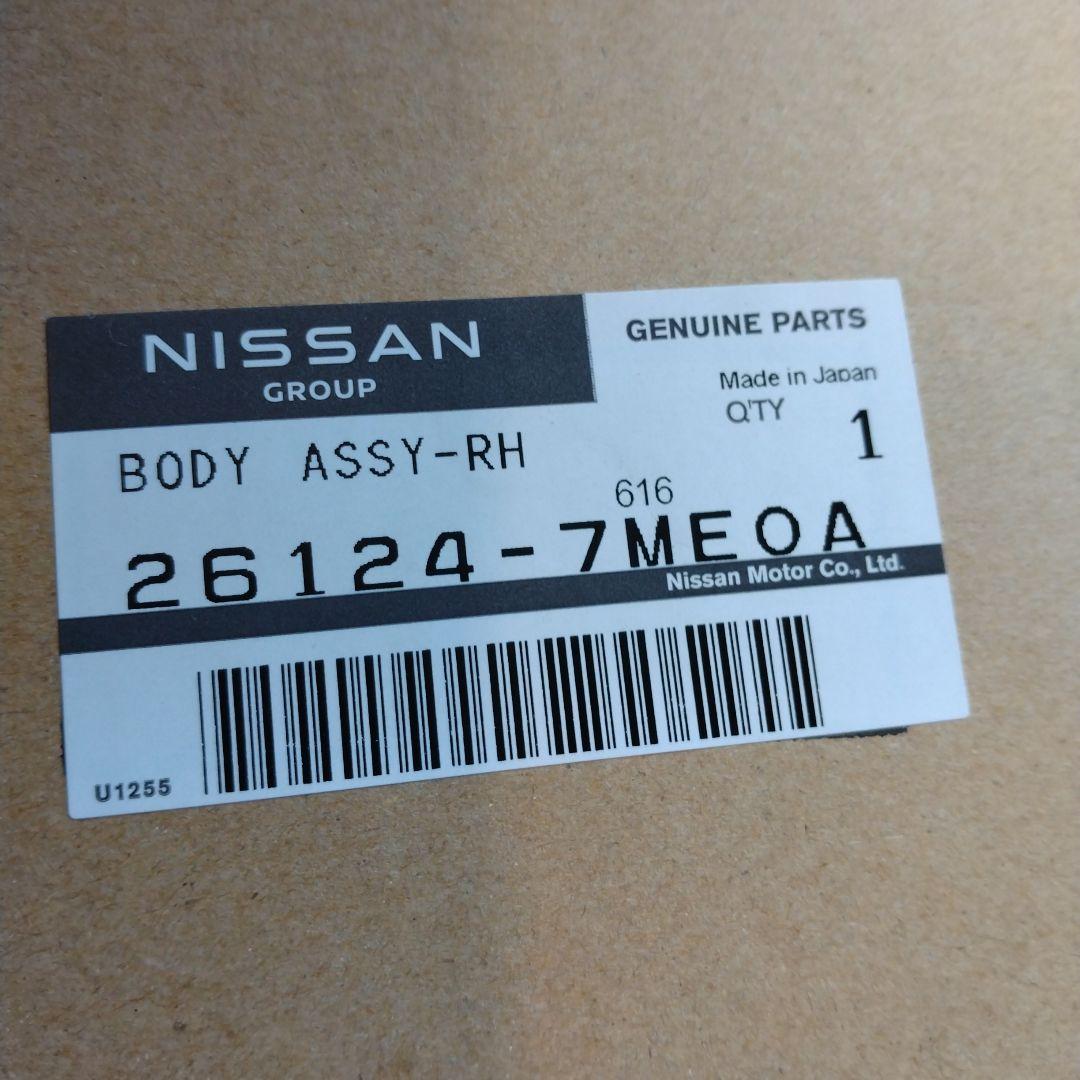 NISSAN
GROUP
GENUINE PARTS
Made in Japan
Q'TY 1
BODY ASSY-RH
616
26124-7ME0A
Nissan Motor Co., Ltd.
U1255